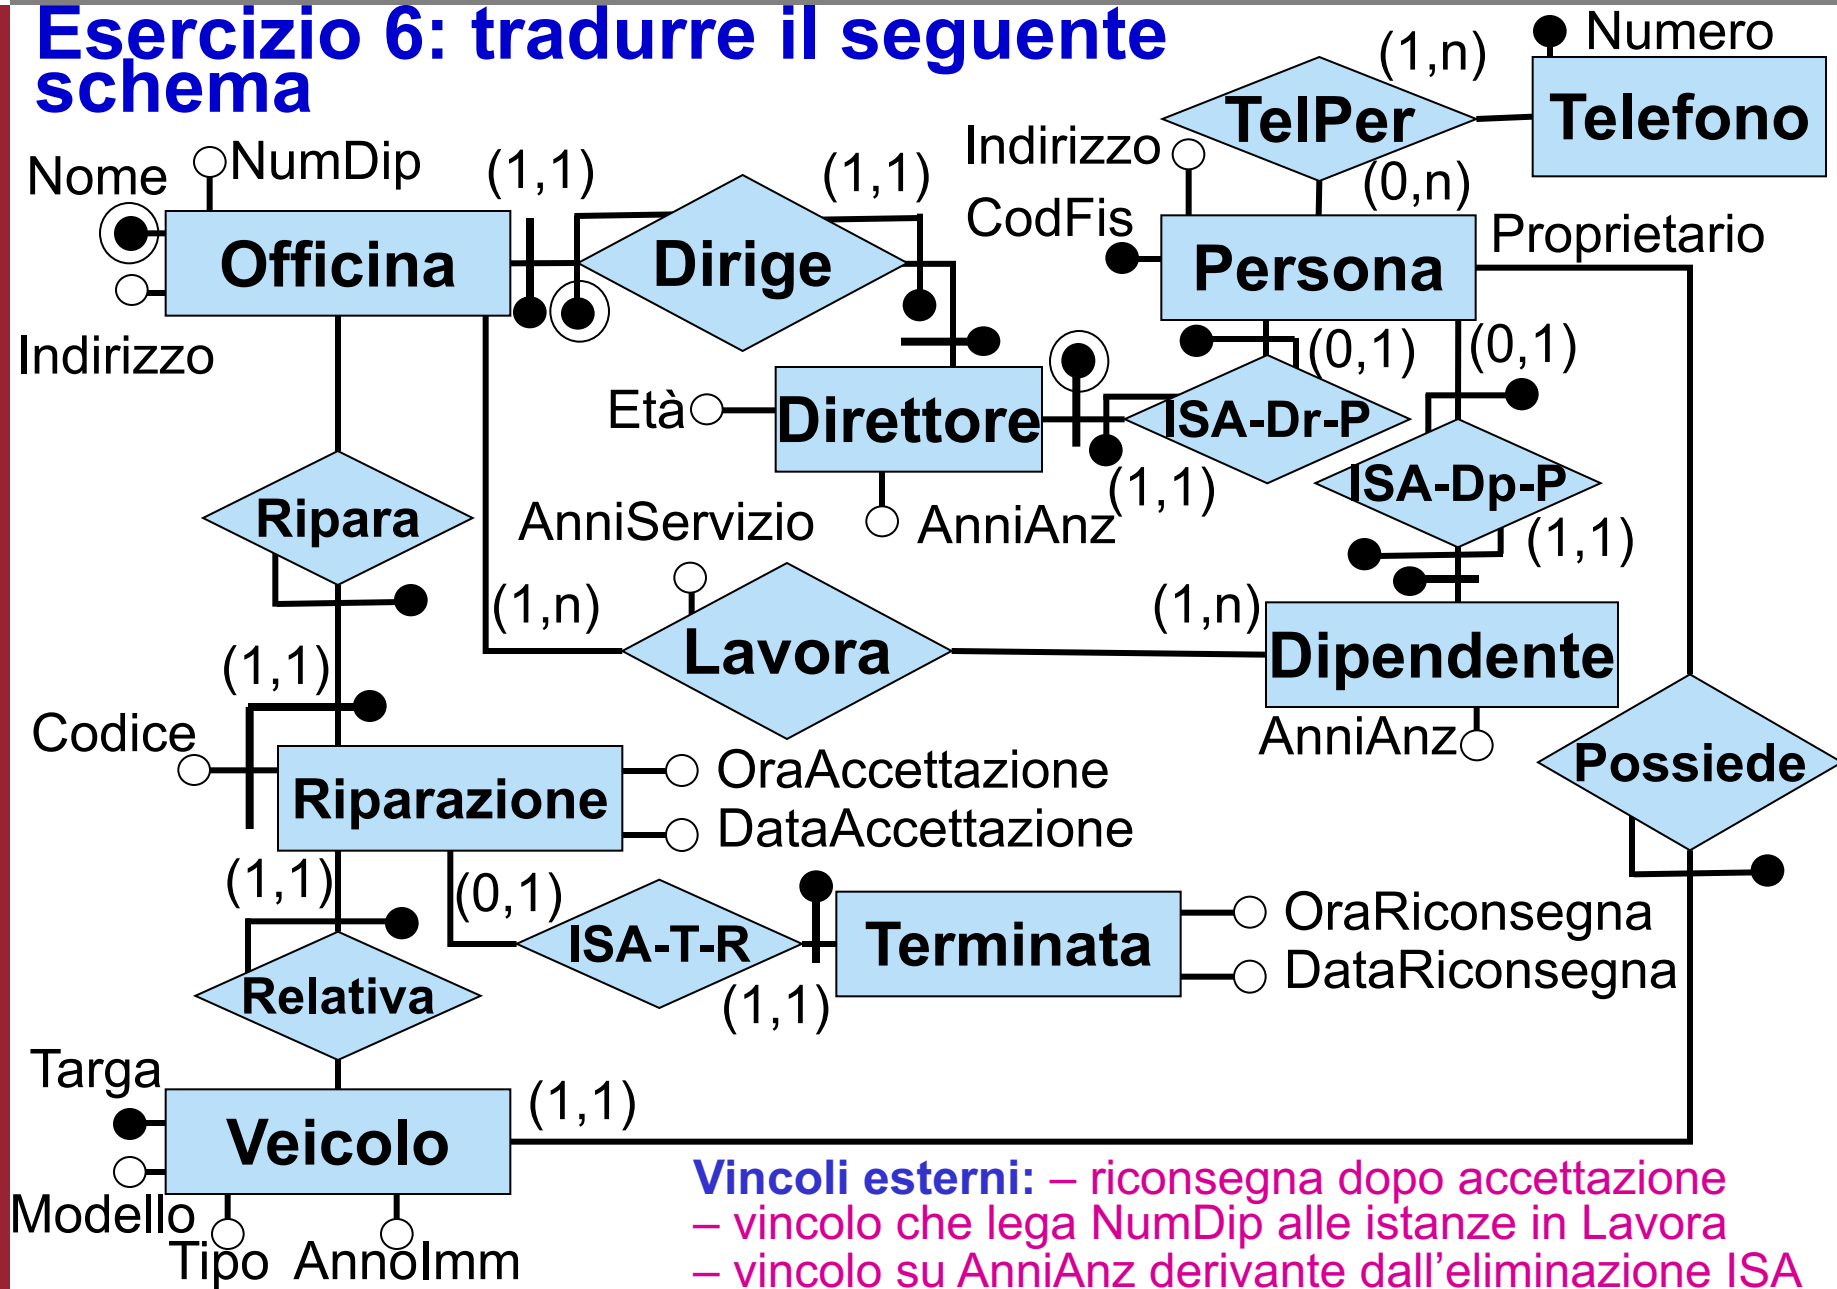 Esercizio 6: tradurre il seguente
schema
(1,n)
Numero
TelPer
Telefono
Nome
NumDip
(1,1)
(1,1)
Indirizzo
(0,n)
CodFis
Proprietario
Officina
Dirige
Persona
Indirizzo
(0,1)
(0,1)
Età
Direttore
ISA-Dr-P
ISA-Dp-P
(1,1)
AnniServizio
AnniAnz
Ripara
(1,1)
(1,n)
(1,n)
Lavora
Dipendente
(1,1)
Codice
AnniAnz
OraAccettazione
Possiede
Riparazione
DataAccettazione
(1,1)
(0,1)
OraRiconsegna
ISA-T-R
Terminata
DataRiconsegna
Relativa
(1,1)
Targa
(1,1)
Veicolo
Modello
Tipo
AnnoImm
Vincoli esterni: – riconsegna dopo accettazione
– vincolo che lega NumDip alle istanze in Lavora
– vincolo su AnniAnz derivante dall’eliminazione ISA